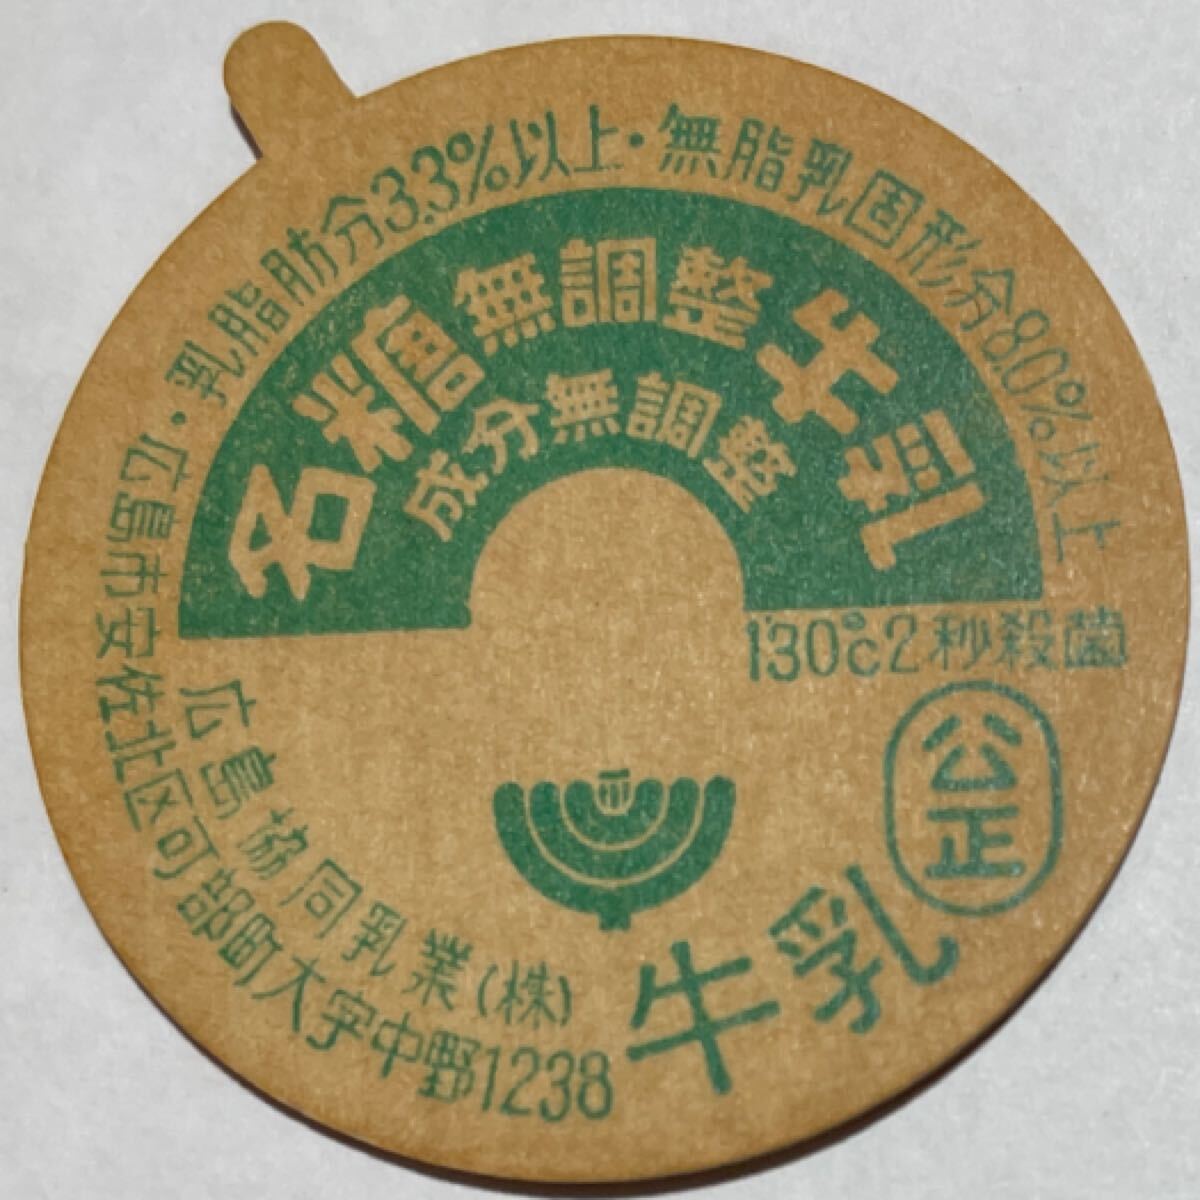 ・乳脂肪分3.3%以上・無脂乳固形分8.0%以上
名糖無調整牛乳
成分無調整
130℃2秒殺菌
公正
牛乳
広島協同乳業(株)
広島市安佐北区可部町大字中野1238